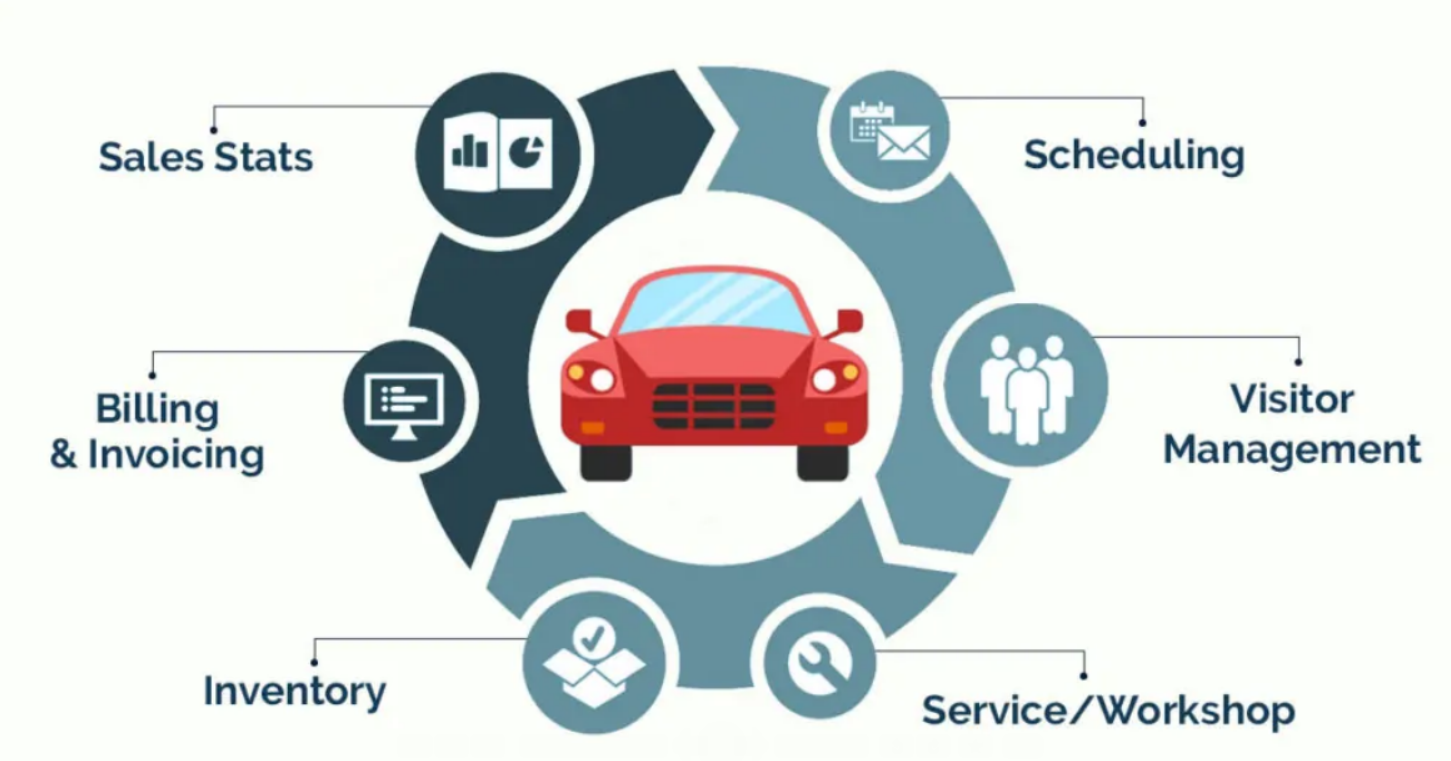 Sales Stats
Scheduling
Billing
& Invoicing
Visitor
Management
Inventory
Service/Workshop